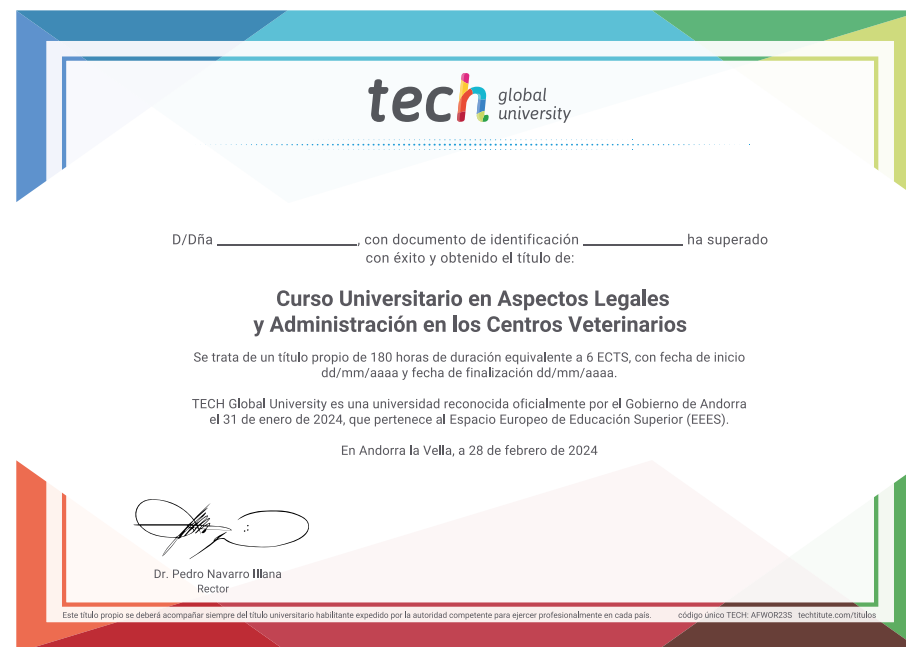 tech global
university
D/Dña ____________, con documento de identificación ____________ ha superado
con éxito y obtenido el título de:
Curso Universitario en Aspectos Legales
y Administración en los Centros Veterinarios
Se trata de un título propio de 180 horas de duración equivalente a 6 ECTS, con fecha de inicio
dd/mm/aaaa y fecha de finalización dd/mm/aaaa.
TECH Global University es una universidad reconocida oficialmente por el Gobierno de Andorra
el 31 de enero de 2024, que pertenece al Espacio Europeo de Educación Superior (EEES).
En Andorra la Vella, a 28 de febrero de 2024
Dr. Pedro Navarro Illana
Rector
Este título propio se deberá acompañar siempre del título universitario habilitante expedido por la autoridad competente para ejercer profesionalmente en cada país. código único TECH: AFWOR23S techtitute.com/titulos